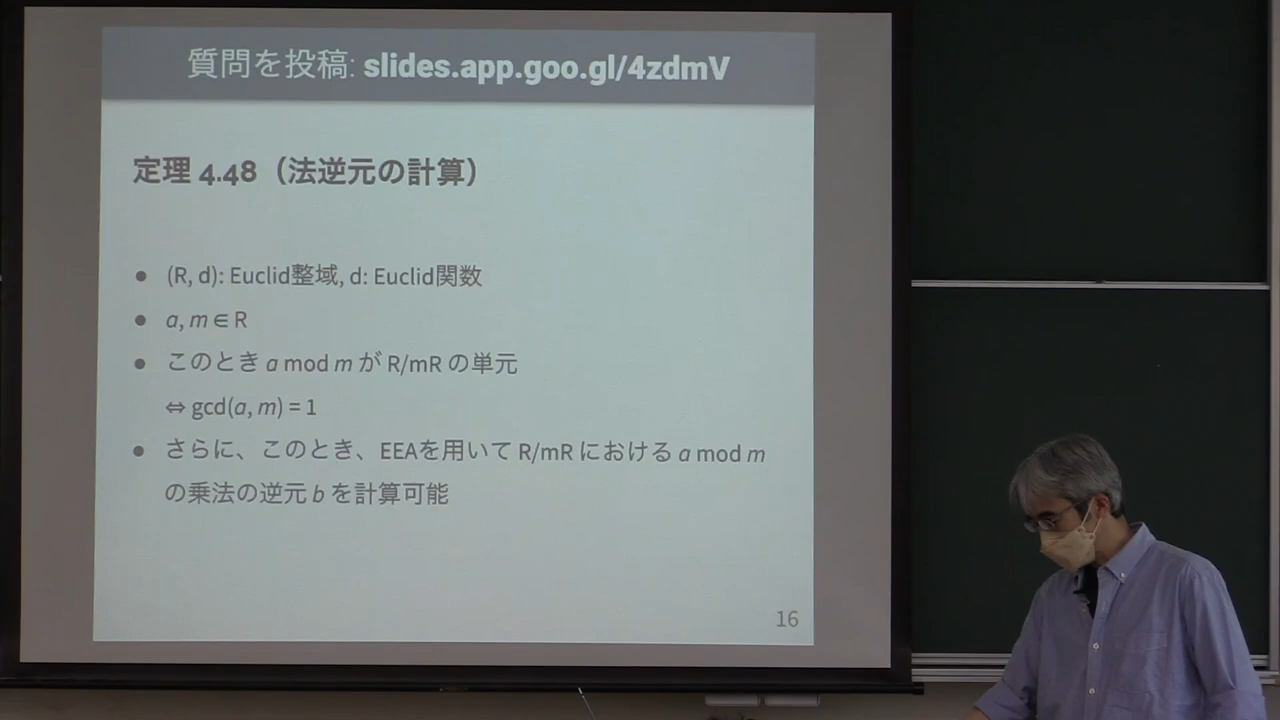 質問を投稿: slides.app.goo.gl/4zdmV
定理 4.48（法逆元の計算）
● (R, d): Euclid整域, d: Euclid関数
● a, m ∈ R
● このとき a mod m が R/mR の単元
⇔ gcd(a, m) = 1
● さらに、このとき、EEAを用いて R/mR における a mod m
の乗法の逆元 b を計算可能
16